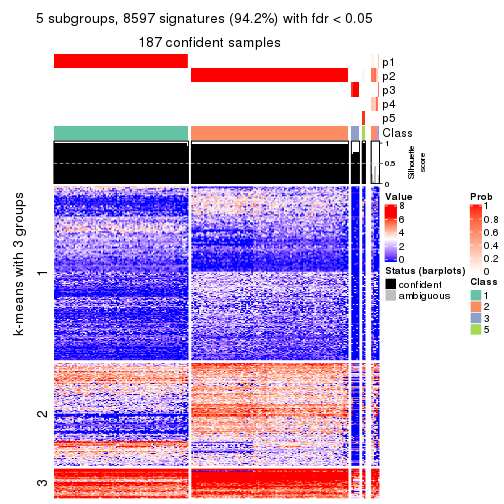 5 subgroups, 8597 signatures (94.2%) with fdr < 0.05
187 confident samples
p1
p2
p3
p4
p5
Class
1
0.5
0
Silhouette
score
k-means with 3 groups
1
2
3
Value
8
6
4
2
0
Status (barplots)
confident
ambiguous
Prob
1
0.8
0.6
0.4
0.2
0
Class
1
2
3
5